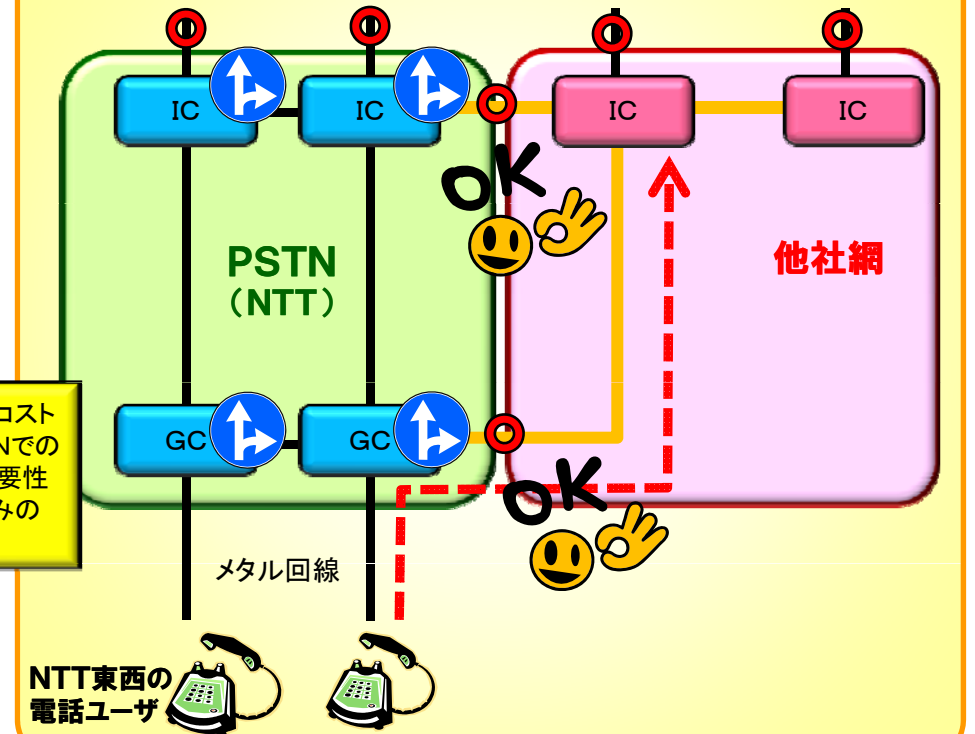 IC
IC
IC
IC
OK
PSTN
（NTT）
他社網
コスト
Nでの
要性
みの
GC
GC
OK
メタル回線
NTT東西の
電話ユーザ